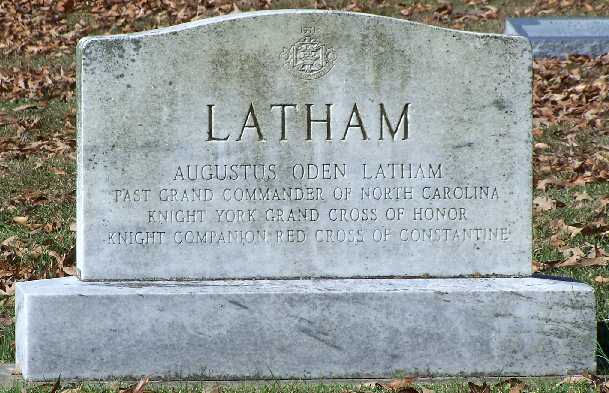 LATHAM
AUGUSTUS ODEN LATHAM
PAST GRAND COMMANDER OF NORTH CAROLINA
KNIGHT YORK GRAND CROSS OF HONOR
KNIGHT COMPANION RED CROSS OF CONSTANTINE